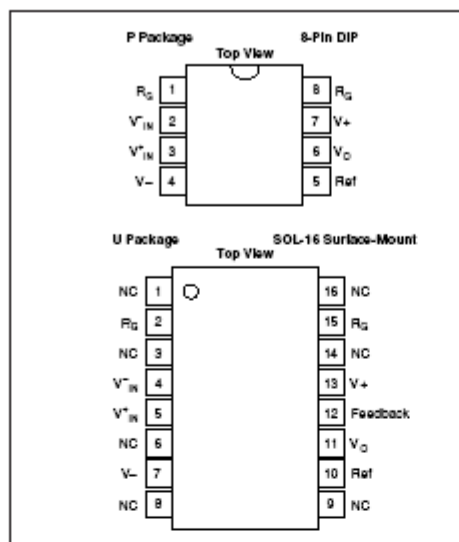 P Package 8-Pin DIP
Top View
RG 1 8 RG
V-IN 2 7 V+
V+IN 3 6 VO
V– 4 5 Ref
U Package SOL-16 Surface-Mount
Top View
NC 1 16 NC
RG 2 15 RG
NC 3 14 NC
V-IN 4 13 V+
V+IN 5 12 Feedback
NC 6 11 VO
V– 7 10 Ref
NC 8 9 NC